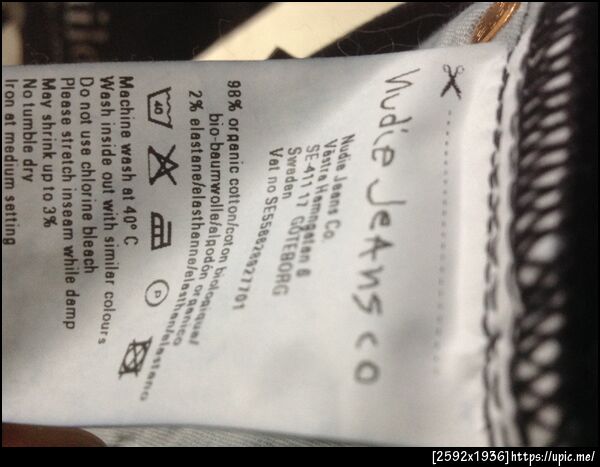 nudie jeans co
Nudie Jeans Co
Västra Hamngatan 6
SE-411 17 GÖTEBORG
Sweden
Vat no SE556628927701
98% organic cotton/coton biologique/
bio-baumwolle/algodón orgánico
2% elastane/elasthanne/elasthanico
elastan/elastano
40
P
Machine wash at 40° C
Wash inside out with similar colours
Do not use chlorine bleach
Please stretch inseam while damp
May shrink up to 3%
No tumble dry
Iron at medium setting
[2592x1936]https://upic.me/